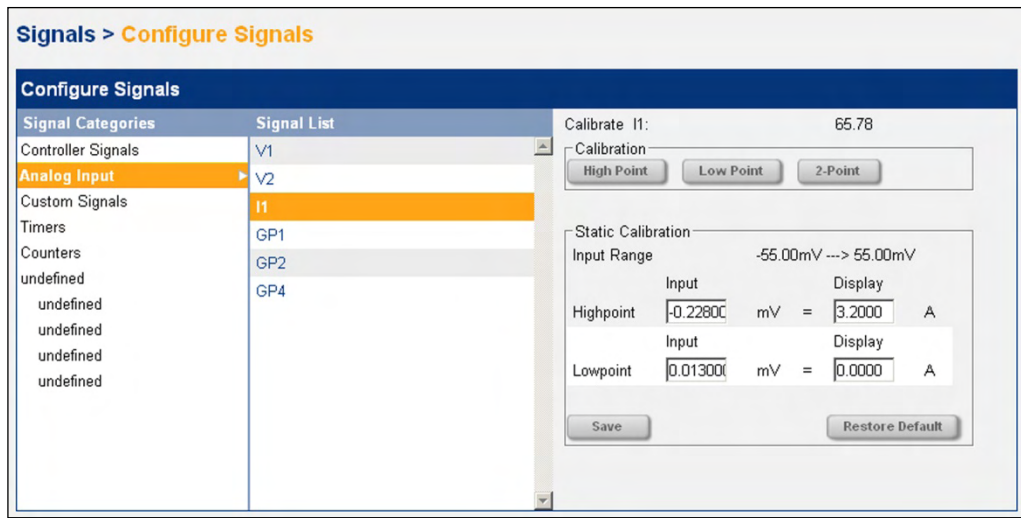 Signals > Configure Signals
Configure Signals
Signal Categories
Controller Signals
Analog Input
Custom Signals
Timers
Counters
undefined
undefined
undefined
undefined
undefined
Signal List
V1
V2
I1
GP1
GP2
GP4
Calibrate I1: 65.78
Calibration
High Point Low Point 2-Point
Static Calibration
Input Range -55.00mV ---> 55.00mV
Input Display
Highpoint -0.2280 mV = 3.2000 A
Input Display
Lowpoint 0.01300 mV = 0.0000 A
Save Restore Default